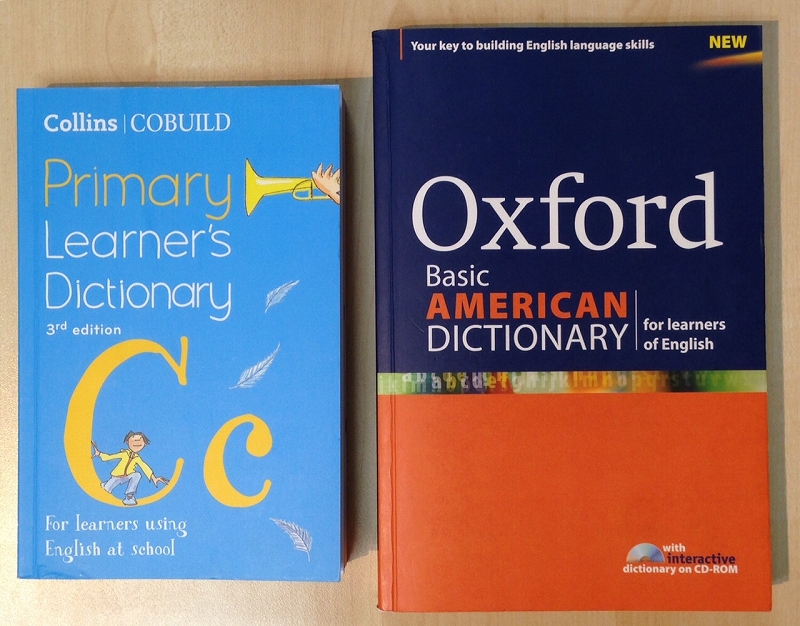 Collins | COBUILD
Primary
Learner's
Dictionary
3rd edition
Cc
For learners using
English at school
Your key to building English language skills
NEW
Oxford
Basic
AMERICAN
DICTIONARY
for learners
of English
with
interactive
dictionary on CD-ROM